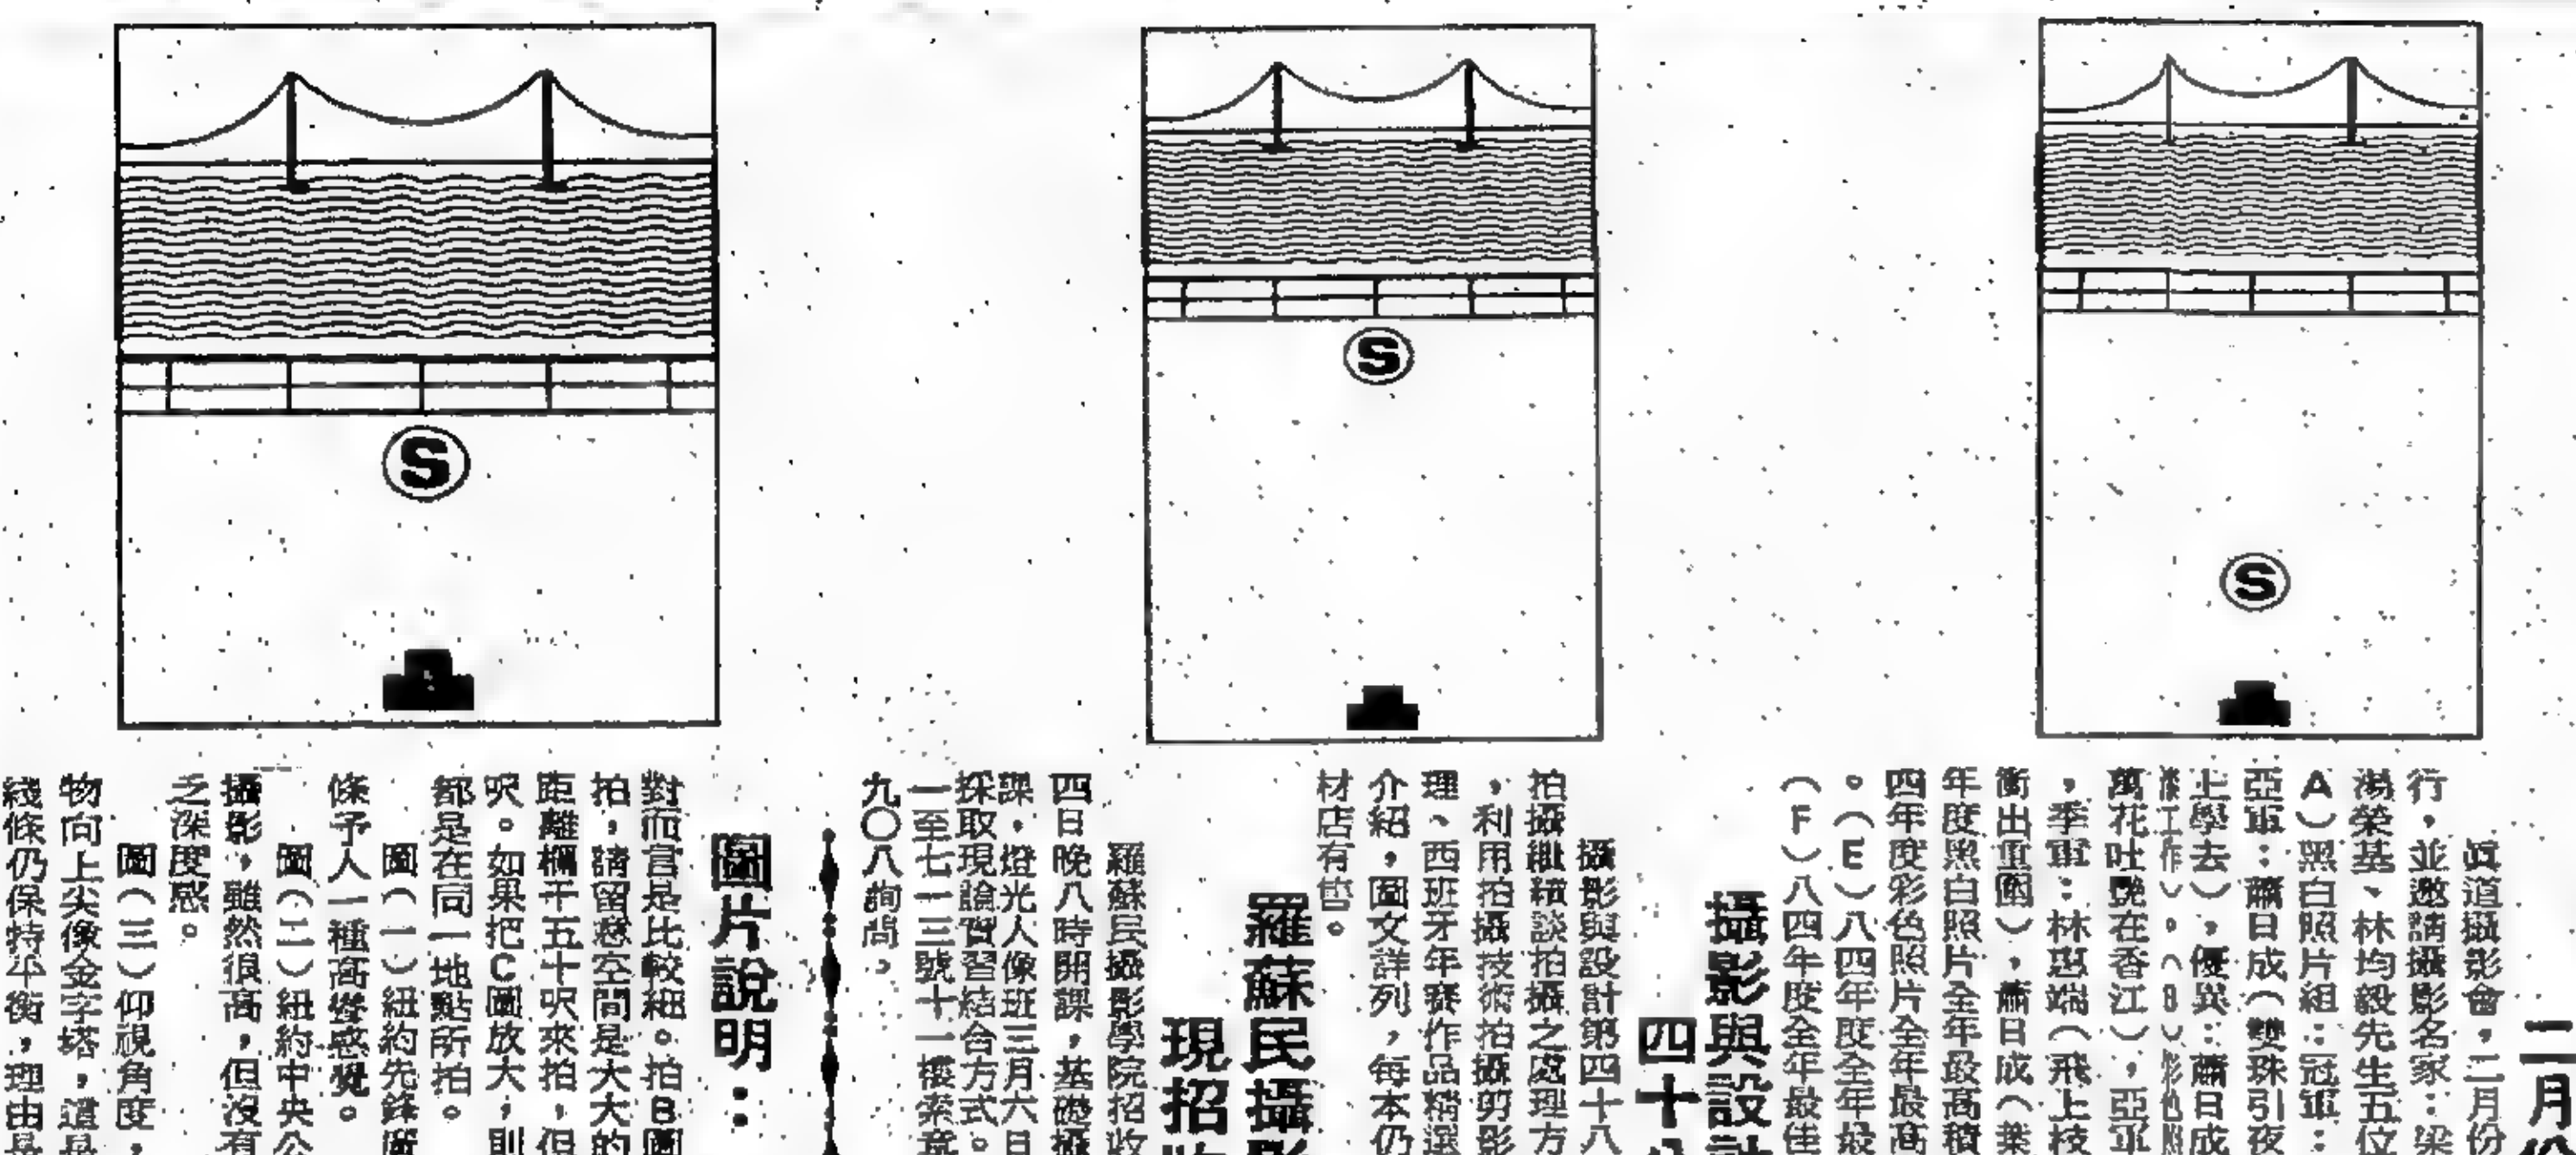 S
S
S
二月份
真道攝影會，二月份
行，並邀請攝影名家：梁
湯榮基、林均毅先生五位
A）黑白照片組：冠軍：
亞軍：蕭日成（雙珠引夜
上學去），優異：蕭日成
萬花吐艷在香江），亞軍
，季軍：林惠端（飛上枝
衝出重圍），蕭日成（業
年度黑白照片全年最高積
四年度彩色照片全年最高
。（E）八四年度全年最
（F）八四年度全年最佳
攝影與設計
四十八
攝影與設計第四十八
拍攝繼續談拍攝之處理方
，利用拍攝技術拍攝剪影
理、西班牙年賽作品精選
介紹，圖文詳列，每本仍
材店有售。
羅蘇民攝影
現招收
羅蘇民攝影學院招收
四日晚八時開課，基礎攝
課，燈光人像班三月六日
採取現論實習結合方式。
一至七一三號十一樓索章
九〇八詢問。
圖片說明：
對而言是比較細。拍B圖
拍，請留意空間是大大的
距離欄干五十呎來拍，但
呎。如果把C圖放大，則
都是在同一地點所拍。
圖（一）紐約先鋒廣
條予人一種高聳感覺。
圖（二）紐約中央公
攝影，雖然很高，但沒有
之深度感。
圖（三）仰視角度，
物向上尖像金字塔，這是
綫條仍保持平衡，理由是